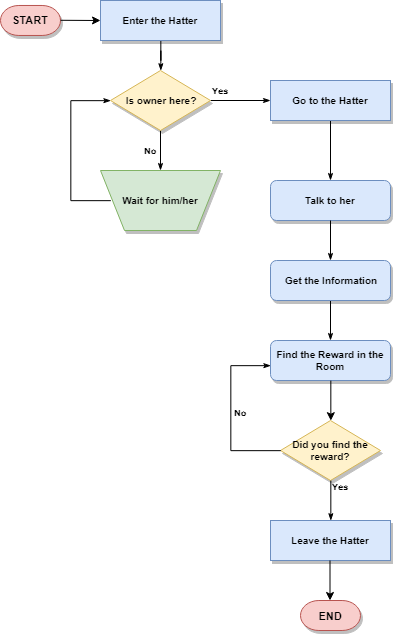 START
Enter the Hatter
Is owner here?
Yes
Go to the Hatter
No
Wait for him/her
Talk to her
Get the Information
Find the Reward in the
Room
No
Did you find the
reward?
Yes
Leave the Hatter
END